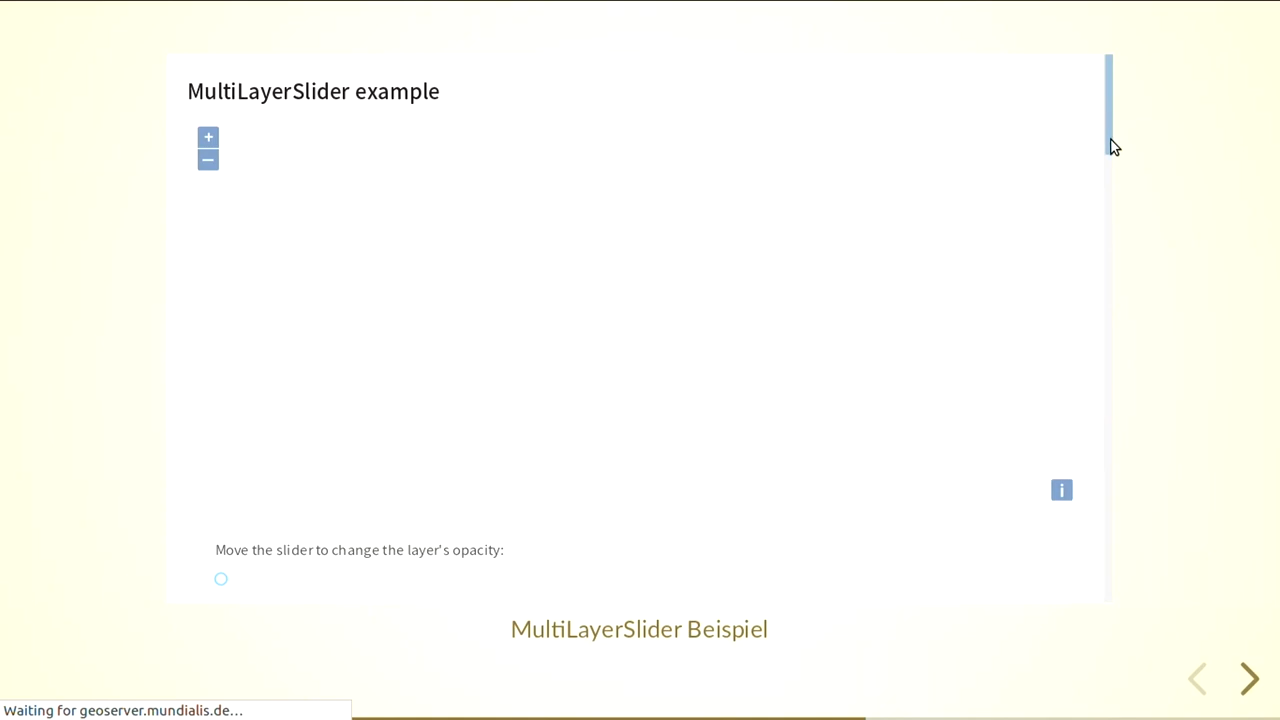 MultiLayerSlider example
+
–
i
Move the slider to change the layer's opacity:
MultiLayerSlider Beispiel
Waiting for geoserver.mundialis.de…